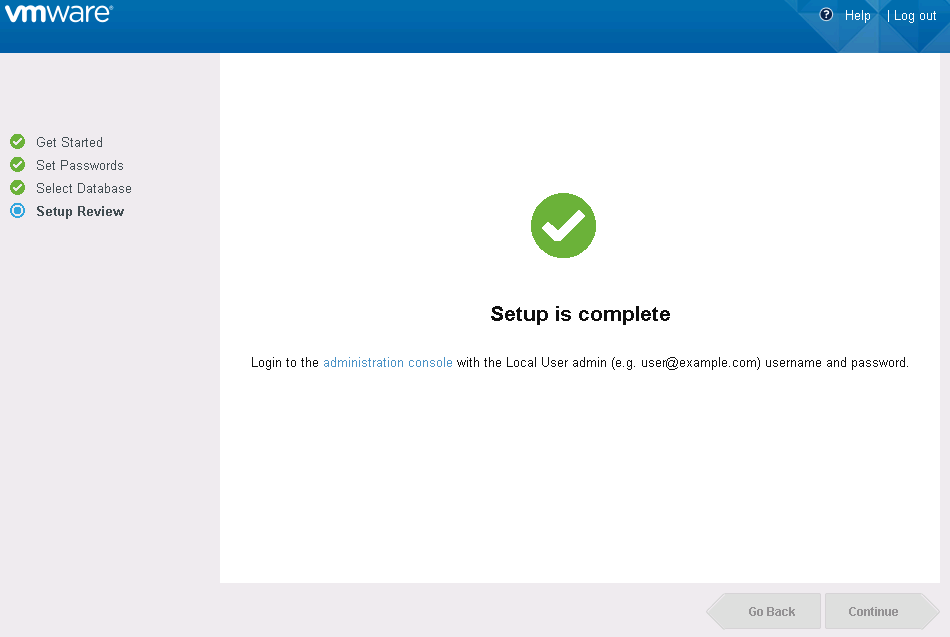 vmware®
? Help | Log out
Get Started
Set Passwords
Select Database
Setup Review
Setup is complete
Login to the administration console with the Local User admin (e.g. user@example.com) username and password.
Go Back Continue